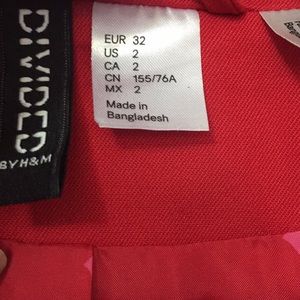 DIVIDED
BY H&M
EUR 32
US 2
CA 2
CN 155/76A
MX 2
Made in
Bangladesh